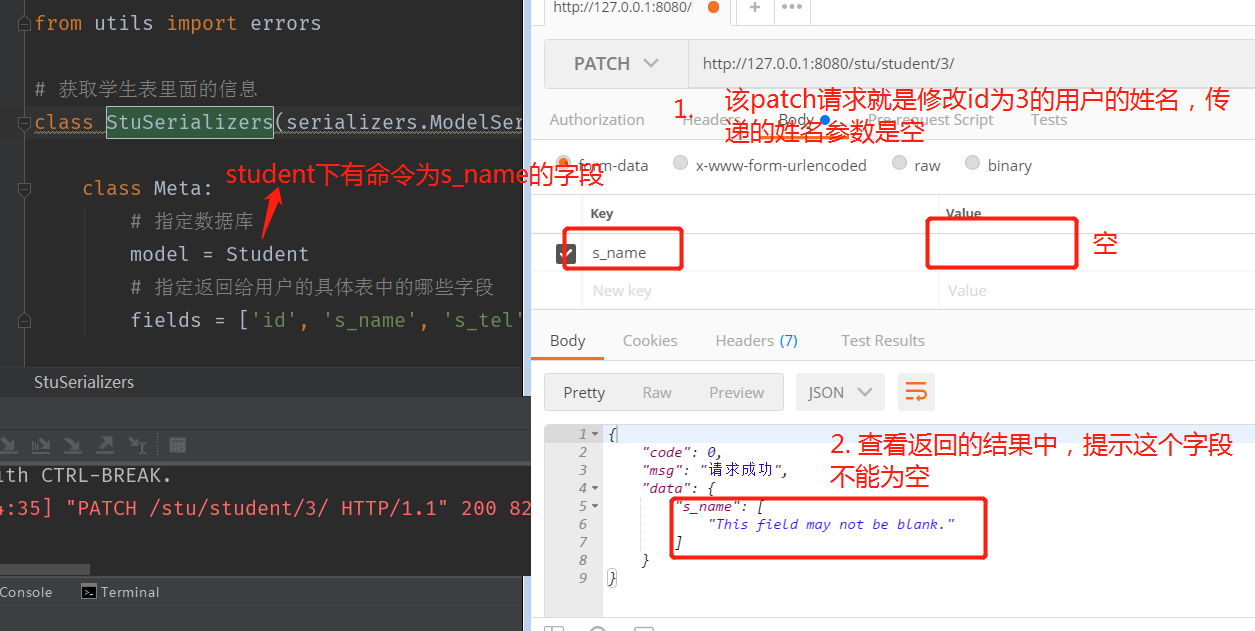 from utils import errors
# 获取学生表里面的信息
class StuSerializers(serializers.ModelSer
student下有命令为s_name的字段
class Meta:
# 指定数据库
model = Student
# 指定返回给用户的具体表中的哪些字段
fields = ['id', 's_name', 's_tel'
StuSerializers
ith CTRL-BREAK.
4:35] "PATCH /stu/student/3/ HTTP/1.1" 200 82
Console
Terminal
http://127.0.0.1:8080/
PATCH
http://127.0.0.1:8080/stu/student/3/
1.
该patch请求就是修改id为3的用户的姓名，传
递的姓名参数是空
Authorization Headers Body Pre-request Script Tests
form-data x-www-form-urlencoded raw binary
Key Value
s_name
空
New key Value
Body Cookies Headers (7) Test Results
Pretty Raw Preview JSON
2. 查看返回的结果中，提示这个字段
不能为空
1 {
2 "code": 0,
3 "msg": "请求成功",
4 "data": {
5 "s_name": [
6 "This field may not be blank."
7 ]
8 }
9 }